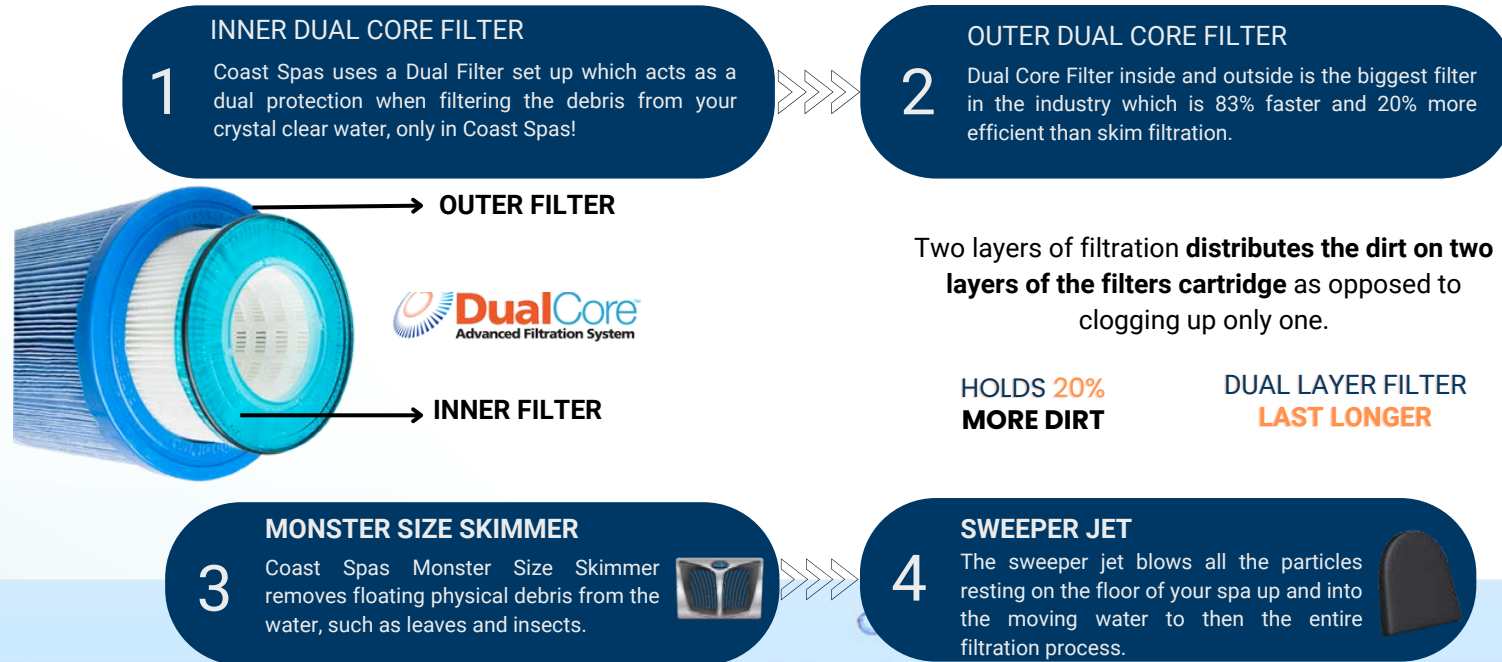 INNER DUAL CORE FILTER
1
Coast Spas uses a Dual Filter set up which acts as a
dual protection when filtering the debris from your
crystal clear water, only in Coast Spas!
OUTER DUAL CORE FILTER
2
Dual Core Filter inside and outside is the biggest filter
in the industry which is 83% faster and 20% more
efficient than skim filtration.
OUTER FILTER
DualCore™
Advanced Filtration System
INNER FILTER
Two layers of filtration distributes the dirt on two
layers of the filters cartridge as opposed to
clogging up only one.
HOLDS 20%
MORE DIRT
DUAL LAYER FILTER
LAST LONGER
MONSTER SIZE SKIMMER
3
Coast Spas Monster Size Skimmer
removes floating physical debris from the
water, such as leaves and insects.
SWEEPER JET
4
The sweeper jet blows all the particles
resting on the floor of your spa up and into
the moving water to then the entire
filtration process.